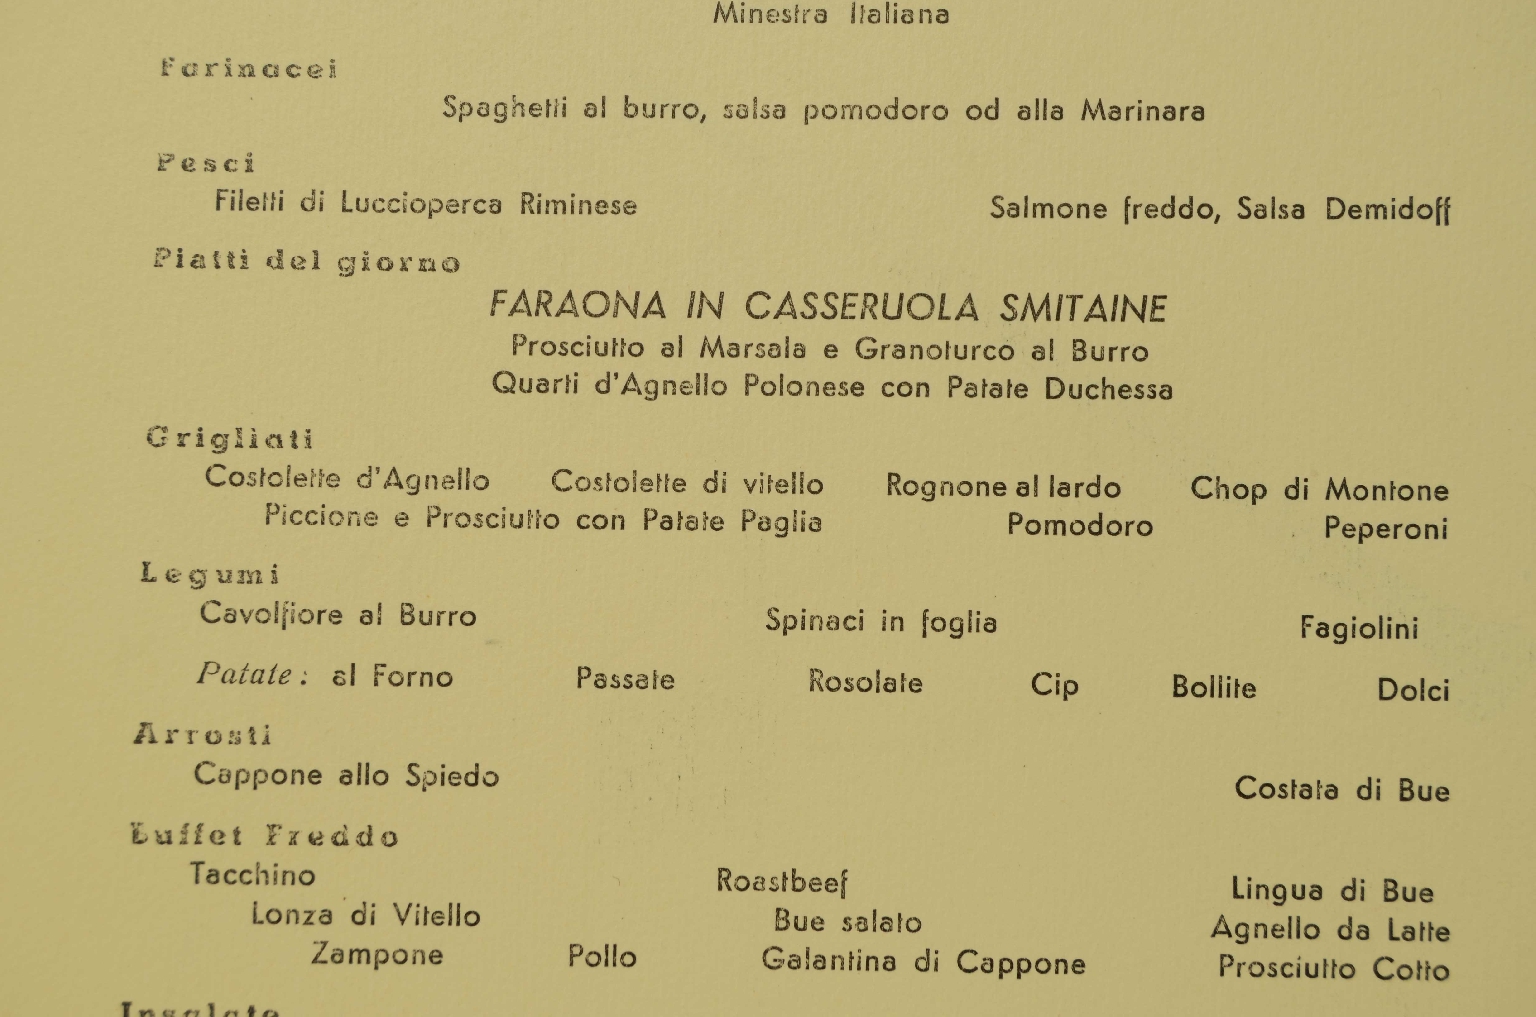 Minestra Italiana
Farinacei
Spaghetti al burro, salsa pomodoro od alla Marinara
Pesci
Filetti di Luccioperca Riminese Salmone freddo, Salsa Demidoff
Piatti del giorno
FARAONA IN CASSERUOLA SMITAINE
Prosciutto al Marsala e Granoturco al Burro
Quarti d'Agnello Polonese con Patate Duchessa
Grigliati
Costolette d'Agnello Costolette di vitello Rognone al lardo Chop di Montone
Piccione e Prosciutto con Patate Paglia Pomodoro Peperoni
Legumi
Cavolfiore al Burro Spinaci in foglia Fagiolini
Patate: al Forno Passate Rosolate Cip Bollite Dolci
Arrosti
Cappone allo Spiedo Costata di Bue
Buffet Freddo
Tacchino Roastbeef Lingua di Bue
Lonza di Vitello Bue salato Agnello da Latte
Zampone Pollo Galantina di Cappone Prosciutto Cotto
Insalate